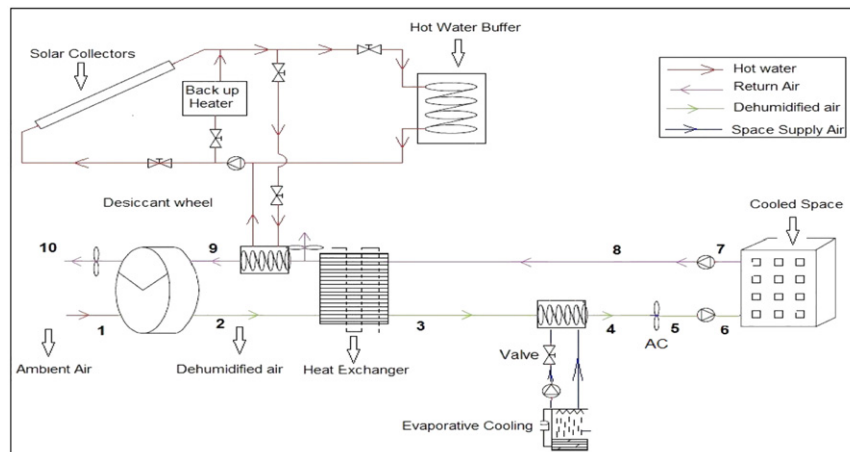 Solar Collectors
Hot Water Buffer
Back up
Heater
Hot water
Return Air
Dehumidified air
Space Supply Air
Desiccant wheel
Cooled Space
10
9
8
7
1
2
3
4
5
6
Ambient Air
Dehumidified air
Heat Exchanger
Valve
AC
Evaporative Cooling